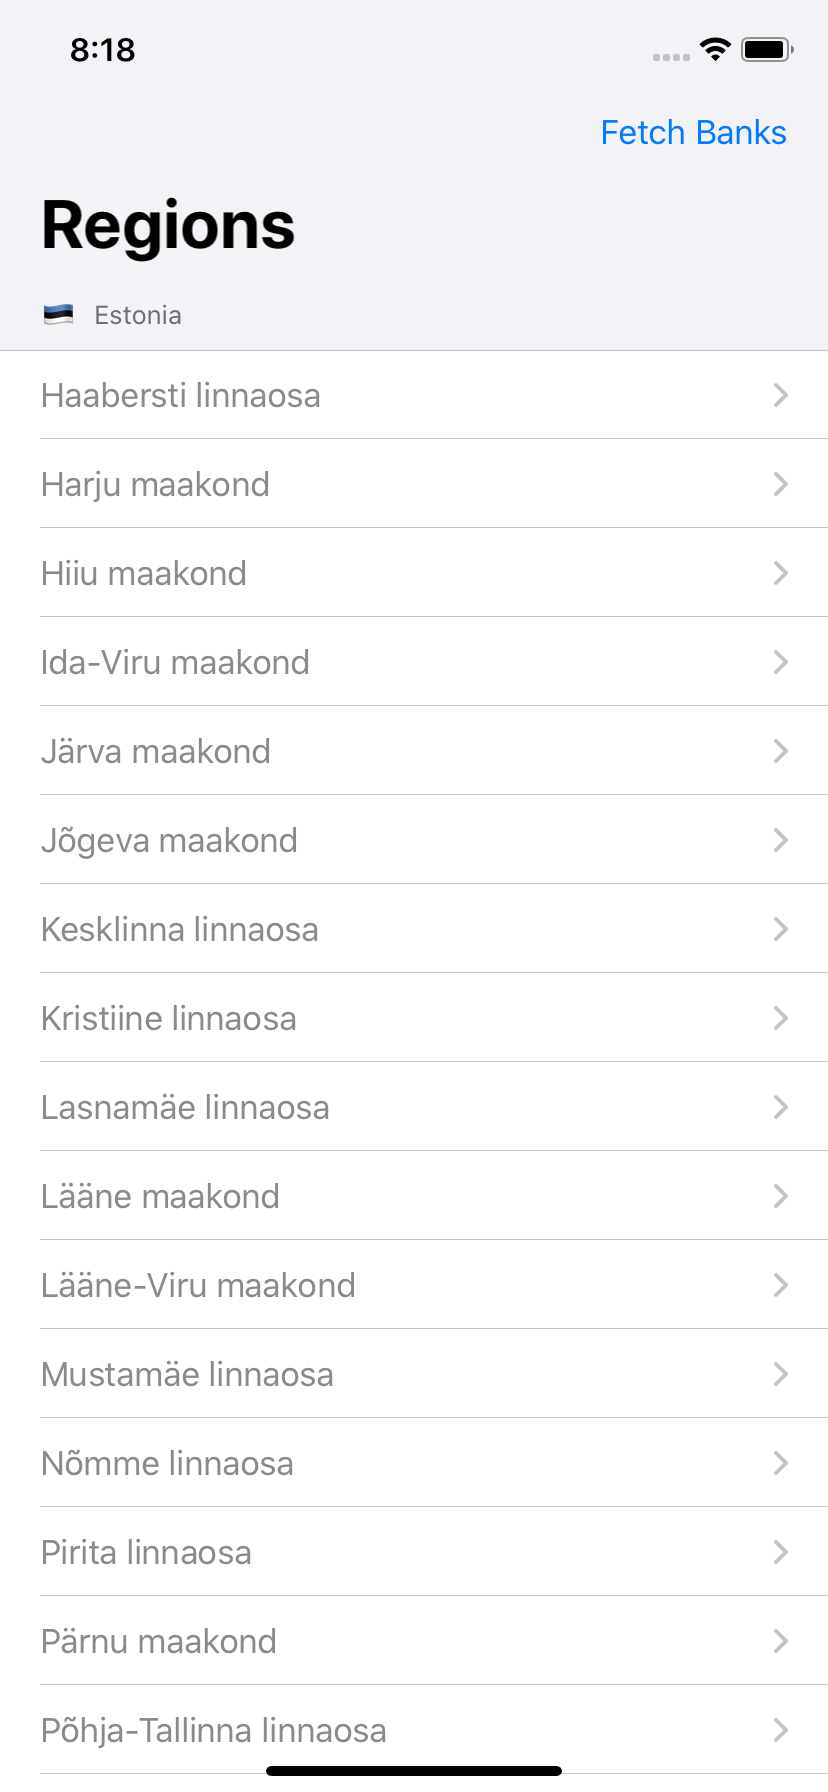 8:18
Fetch Banks
Regions
Estonia
Haabersti linnaosa
Harju maakond
Hiiu maakond
Ida-Viru maakond
Järva maakond
Jõgeva maakond
Kesklinna linnaosa
Kristiine linnaosa
Lasnamäe linnaosa
Lääne maakond
Lääne-Viru maakond
Mustamäe linnaosa
Nõmme linnaosa
Pirita linnaosa
Pärnu maakond
Põhja-Tallinna linnaosa